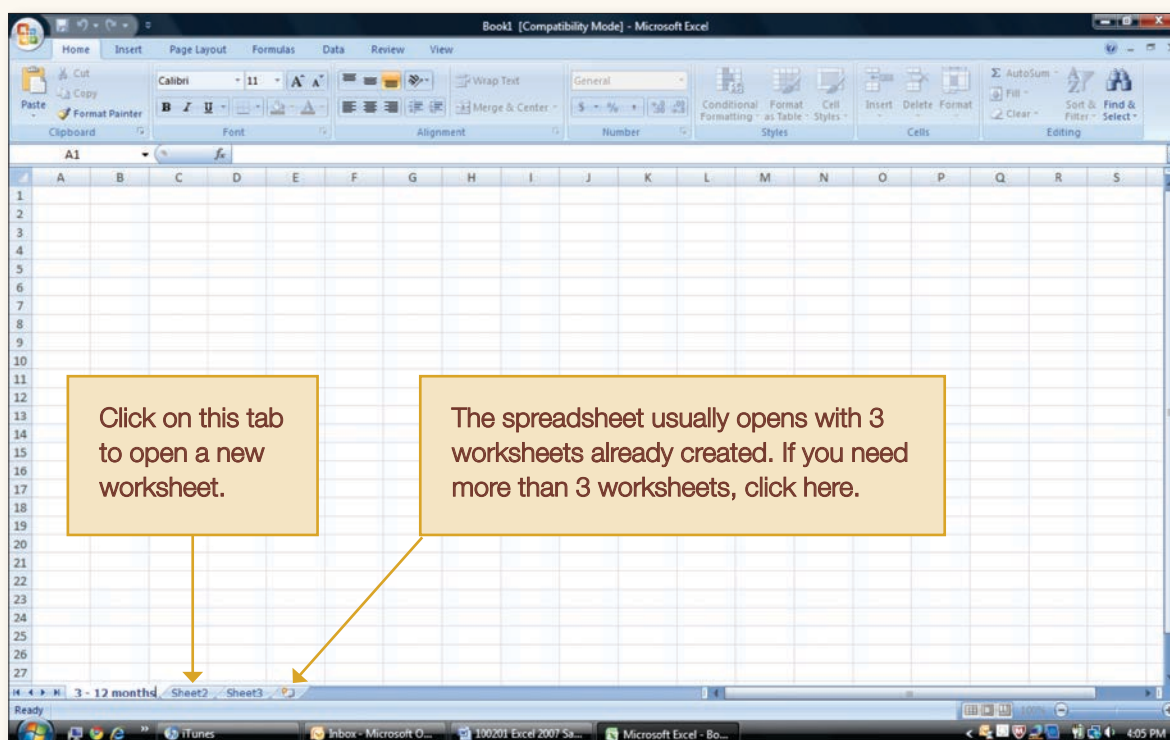 Book1 [Compatibility Mode] - Microsoft Excel
Home Insert Page Layout Formulas Data Review View
Cut
Copy
Format Painter
Paste
Clipboard
Calibri 11 A A
B I U A
Font
Wrap Text
Merge & Center
Alignment
General
$ % ,
Number
Conditional Formatting
Format as Table
Cell Styles
Styles
Insert Delete Format
Cells
Σ AutoSum
Fill
Clear
Sort & Filter
Find & Select
Editing
A1 fx
A B C D E F G H I J K L M N O P Q R S
1
2
3
4
5
6
7
8
9
10
11
12
13
14
15
16
17
18
19
20
21
22
23
24
25
26
27
Click on this tab
to open a new
worksheet.
The spreadsheet usually opens with 3
worksheets already created. If you need
more than 3 worksheets, click here.
3 - 12 months Sheet2 Sheet3
Ready 100%
iTunes Inbox - Microsoft O... 100201 Excel 2007 Sa... Microsoft Excel - Bo... 4:05 PM